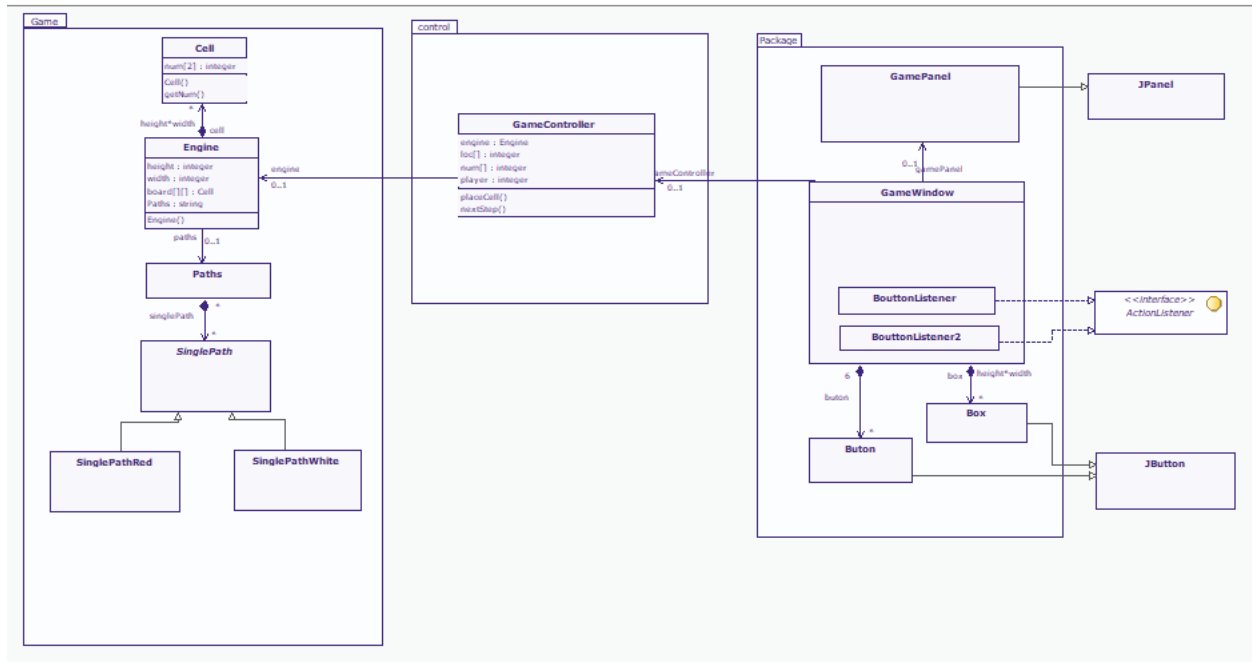 Game
Cell
num[2] : integer
Cell()
getNum()
*
height*width
cell
Engine
height : integer
width : integer
board[][] : Cell
Paths : string
Engine()
paths
0..1
Paths
*
singlePath
*
SinglePath
SinglePathRed
SinglePathWhite
engine
0..1
control
GameController
engine : Engine
loc[] : integer
num[] : integer
player : integer
placeCell()
nextStep()
ameController
0..1
Package
GamePanel
JPanel
0..1
gamePanel
GameWindow
BouttonListener
BouttonListener2
<<interface>>
ActionListener
6
buton
*
box
height*width
*
Box
Buton
JButton